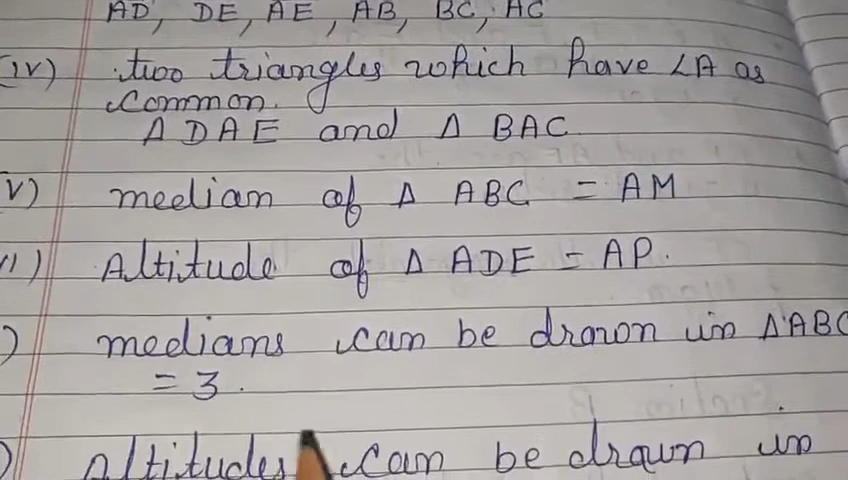 AD, DE, AE, AB, BC, AC
(iv) two triangles which have ∠A as
common.
Δ DAE and Δ BAC
V) median of Δ ABC = AM
) Altitude of Δ ADE = AP.
) medians can be drawn in Δ ABC
= 3.
) Altitudes can be drawn in